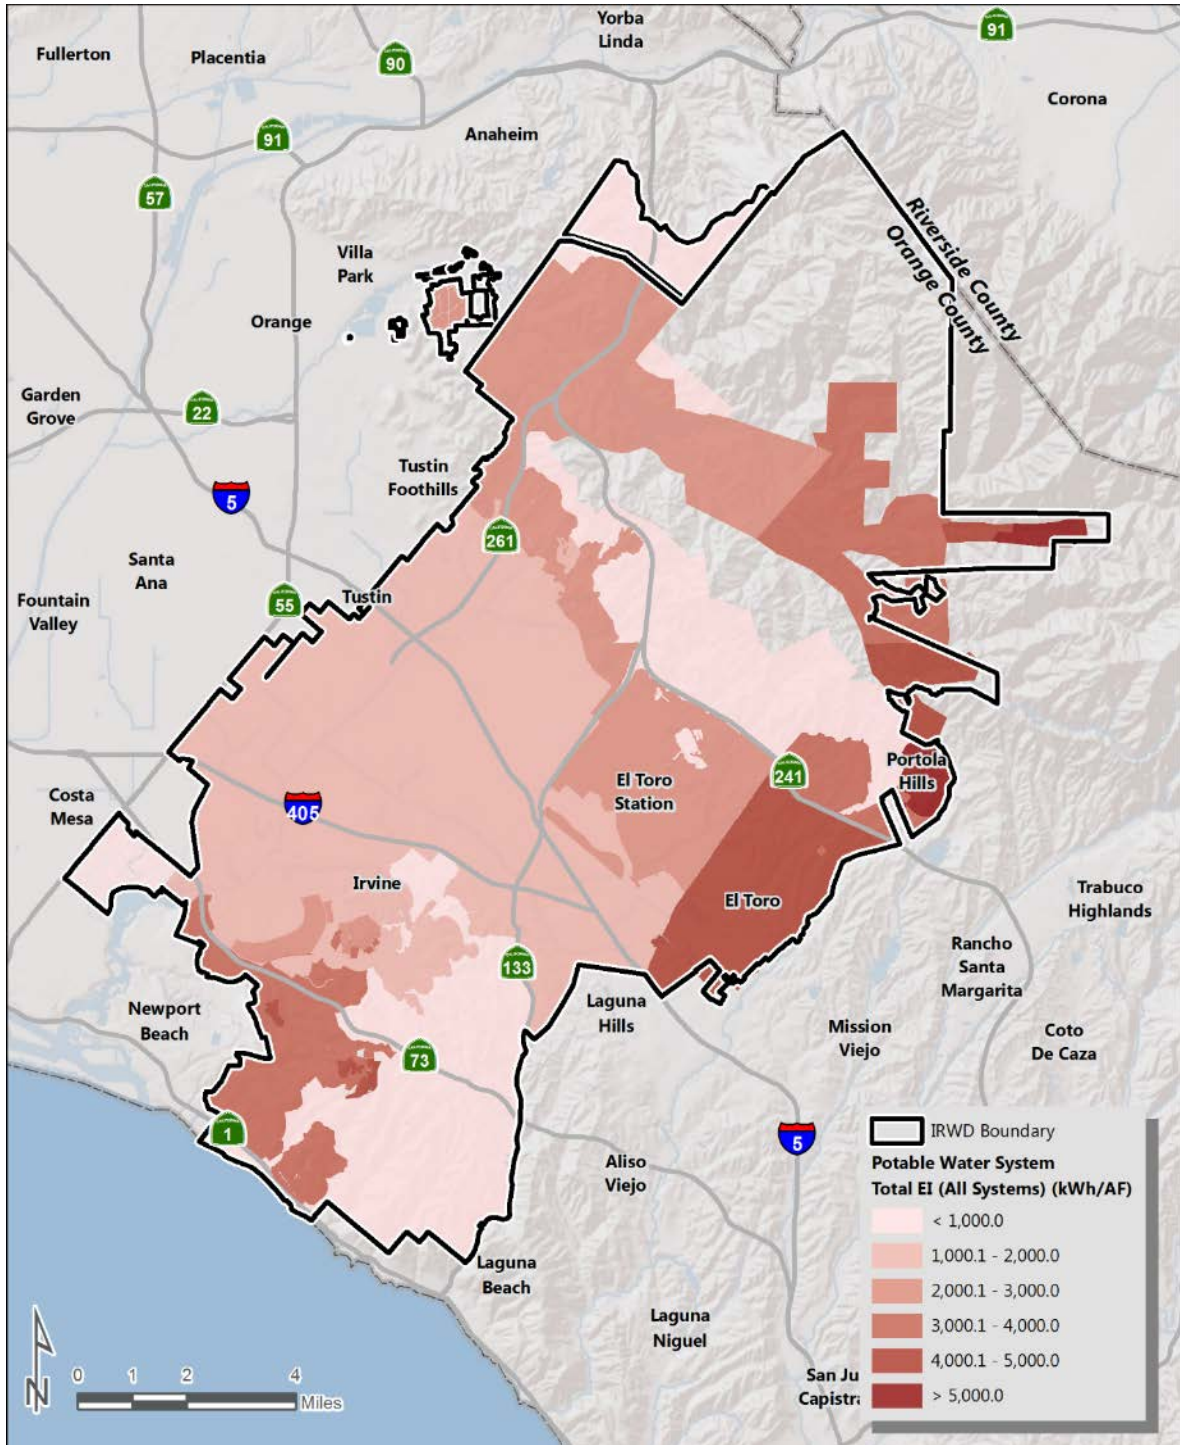 Yorba
Linda
91
Fullerton
Placentia
90
Corona
91
Anaheim
57
Riverside County
Orange County
Villa
Park
Orange
Garden
Grove
22
Tustin
Foothills
5
261
Santa
Ana
Fountain
Valley
55
Tustin
Costa
Mesa
405
El Toro
Station
241
Portola
Hills
Irvine
El Toro
Trabuco
Highlands
133
Rancho
Santa
Margarita
Newport
Beach
Laguna
Hills
Mission
Viejo
Coto
De Caza
73
1
5
Aliso
Viejo
Laguna
Beach
Laguna
Niguel
San Ju
Capistra
IRWD Boundary
Potable Water System
Total EI (All Systems) (kWh/AF)
< 1,000.0
1,000.1 - 2,000.0
2,000.1 - 3,000.0
3,000.1 - 4,000.0
4,000.1 - 5,000.0
> 5,000.0
N
0 1 2 4
Miles